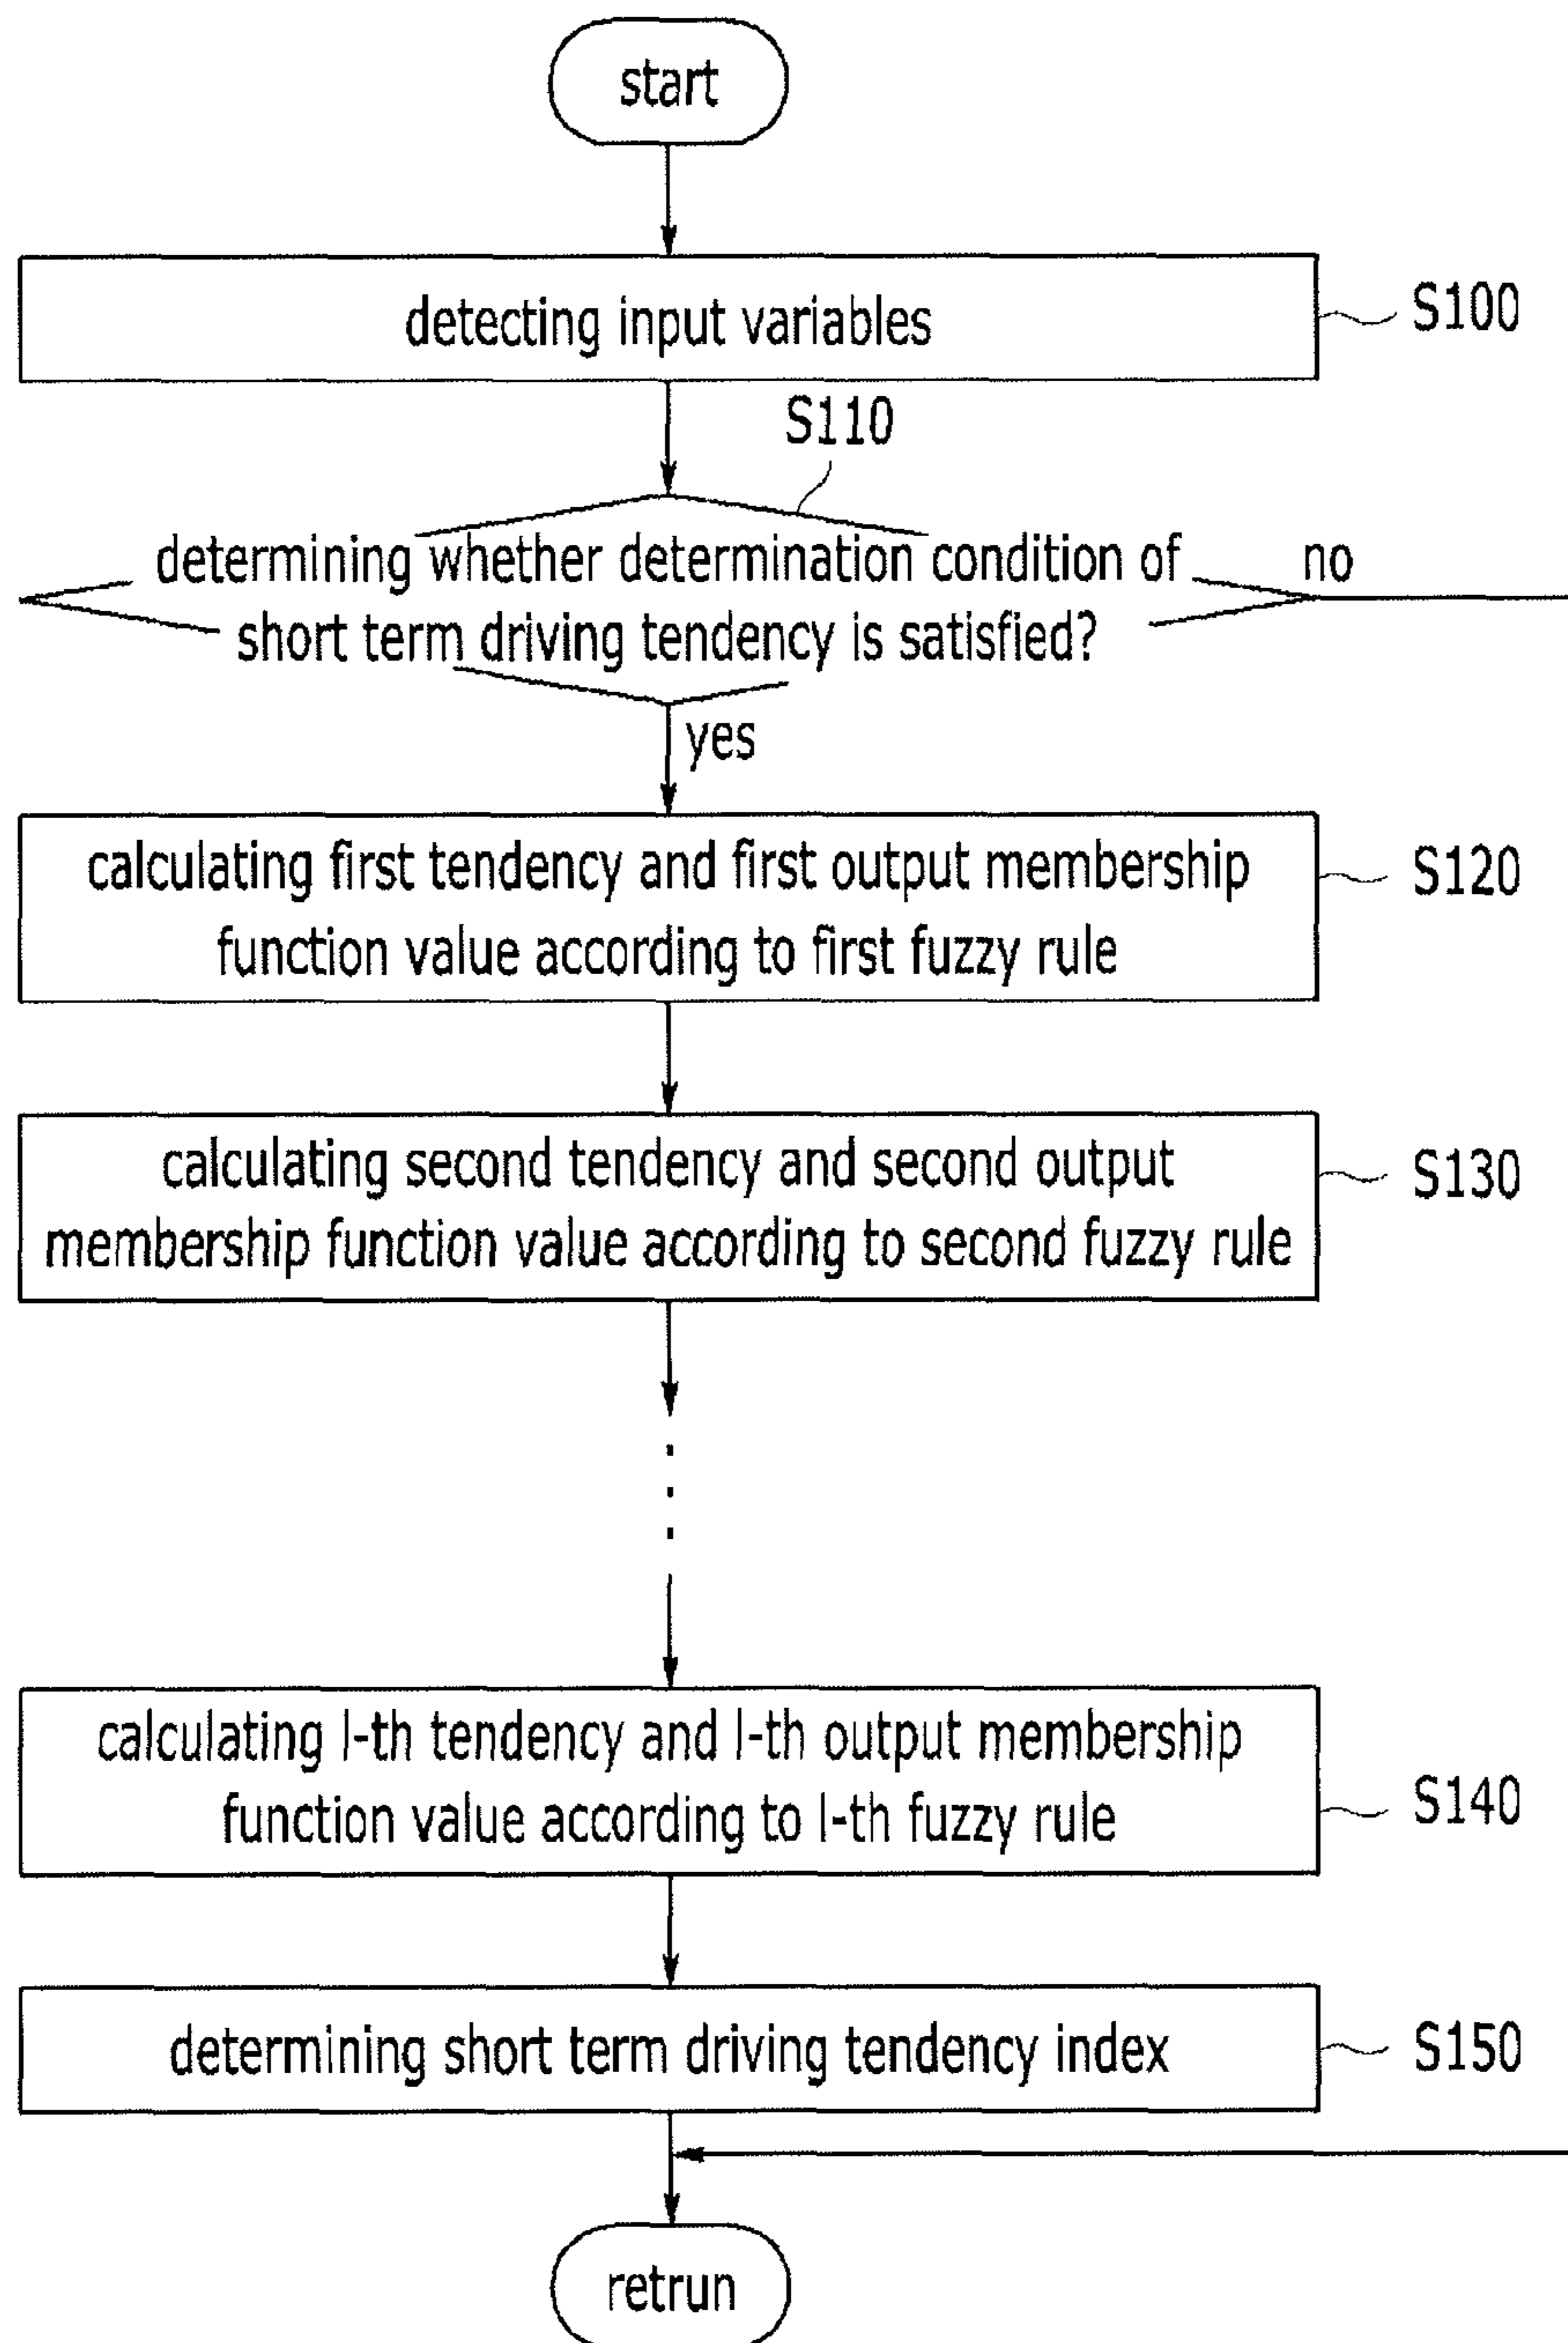 start
detecting input variables
S100
S110
determining whether determination condition of
short term driving tendency is satisfied?
no
yes
calculating first tendency and first output membership
function value according to first fuzzy rule
S120
calculating second tendency and second output
membership function value according to second fuzzy rule
S130
calculating l-th tendency and l-th output membership
function value according to l-th fuzzy rule
S140
determining short term driving tendency index
S150
retrun